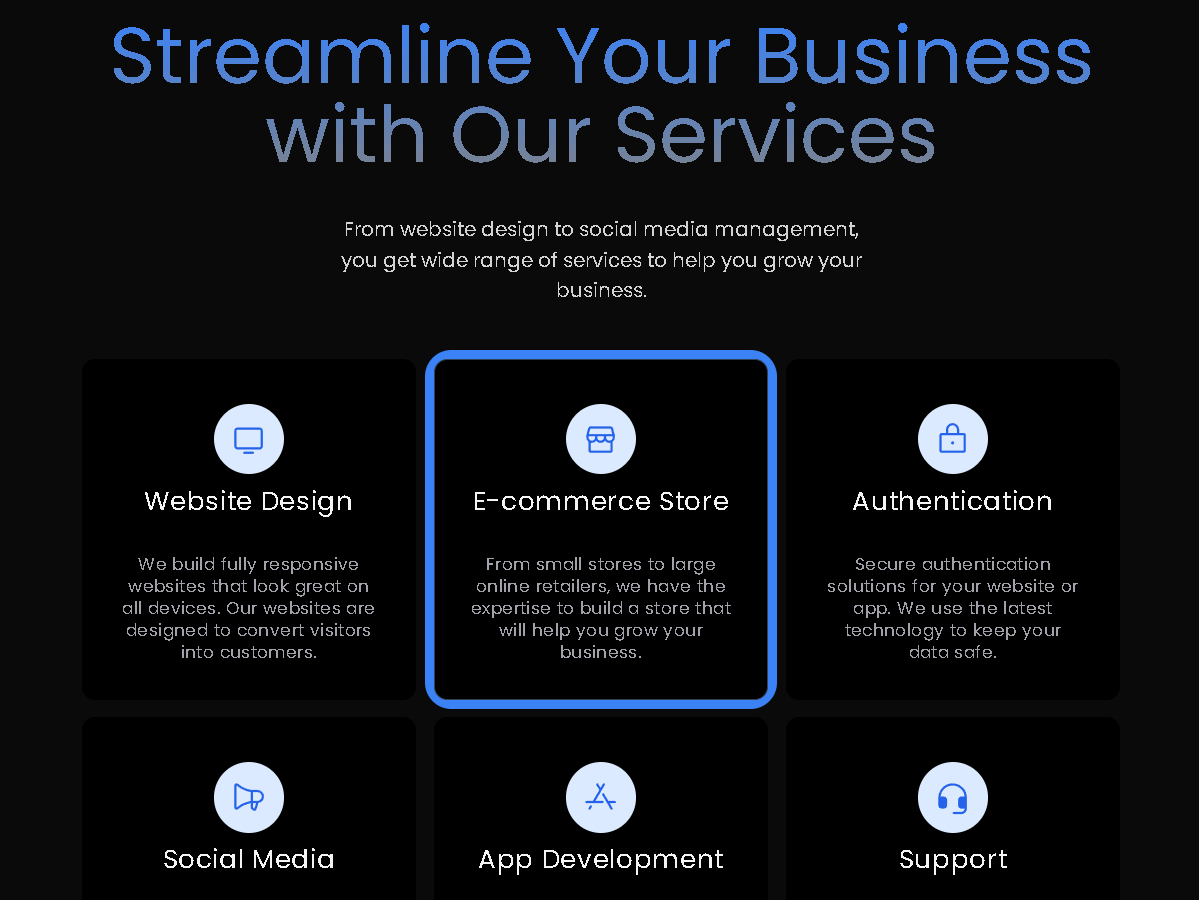 Streamline Your Business
with Our Services
From website design to social media management,
you get wide range of services to help you grow your
business.
Website Design
We build fully responsive
websites that look great on
all devices. Our websites are
designed to convert visitors
into customers.
E-commerce Store
From small stores to large
online retailers, we have the
expertise to build a store that
will help you grow your
business.
Authentication
Secure authentication
solutions for your website or
app. We use the latest
technology to keep your
data safe.
Social Media
App Development
Support